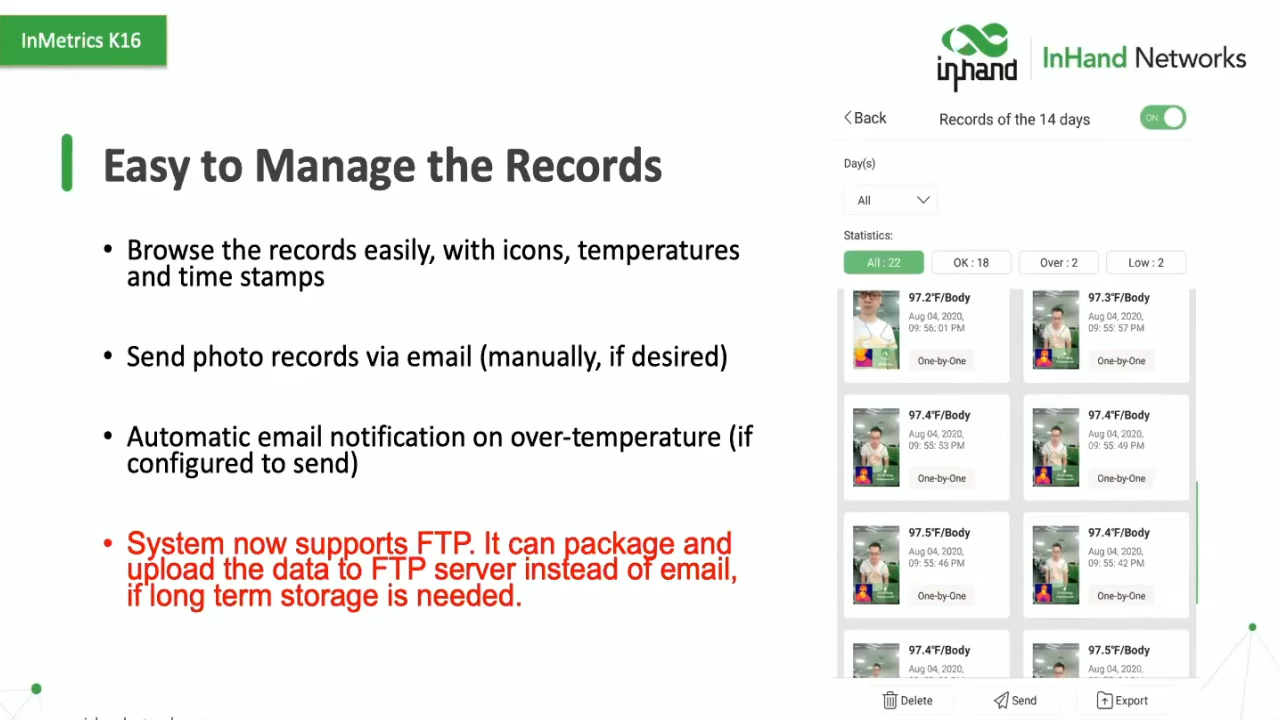 InMetrics K16
inhand
InHand Networks
Easy to Manage the Records
• Browse the records easily, with icons, temperatures
and time stamps
• Send photo records via email (manually, if desired)
• Automatic email notification on over-temperature (if
configured to send)
• System now supports FTP. It can package and
upload the data to FTP server instead of email,
if long term storage is needed.
Back
Records of the 14 days
ON
Day(s)
All
Statistics:
All : 22
OK : 18
Over : 2
Low : 2
97.2°F/Body
Aug 04, 2020,
09: 56: 01 PM
One-by-One
97.3°F/Body
Aug 04, 2020,
09: 55: 57 PM
One-by-One
97.4°F/Body
Aug 04, 2020,
09: 55: 53 PM
One-by-One
97.4°F/Body
Aug 04, 2020,
09: 55: 49 PM
One-by-One
97.5°F/Body
Aug 04, 2020,
09: 55: 46 PM
One-by-One
97.4°F/Body
Aug 04, 2020,
09: 55: 42 PM
One-by-One
97.4°F/Body
Aug 04, 2020,
97.5°F/Body
Aug 04, 2020,
Delete
Send
Export